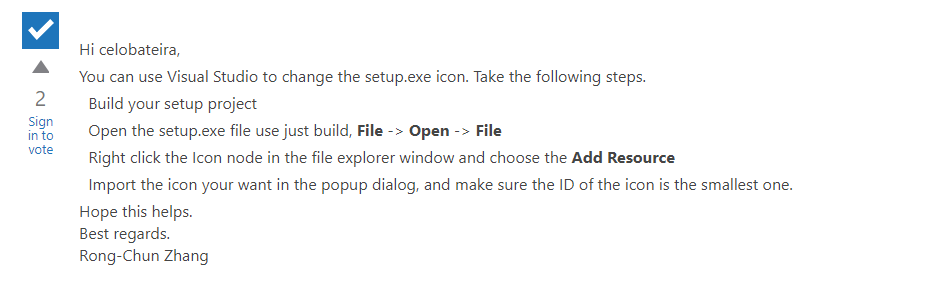 Hi celobateira,
You can use Visual Studio to change the setup.exe icon. Take the following steps.
Build your setup project
2
Sign
in to
vote
Open the setup.exe file use just build, File -> Open -> File
Right click the Icon node in the file explorer window and choose the Add Resource
Import the icon your want in the popup dialog, and make sure the ID of the icon is the smallest one.
Hope this helps.
Best regards.
Rong-Chun Zhang